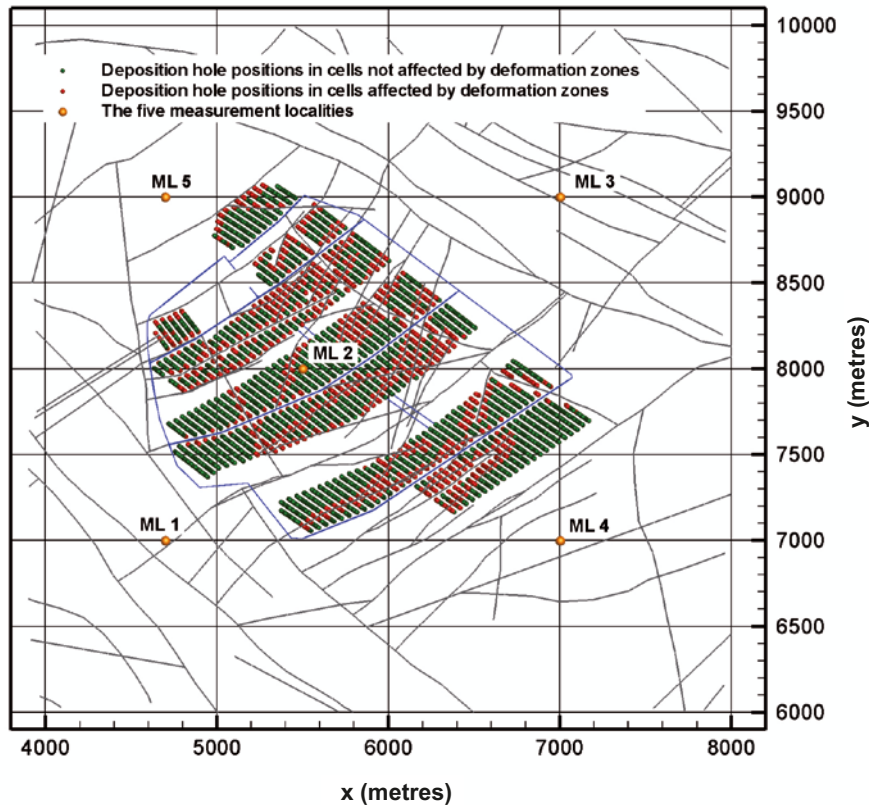 Deposition hole positions in cells not affected by deformation zones
Deposition hole positions in cells affected by deformation zones
The five measurement localities
ML 5
ML 3
ML 2
ML 1
ML 4
10000
9500
9000
8500
8000
7500
7000
6500
6000
y (metres)
4000 5000 6000 7000 8000
x (metres)